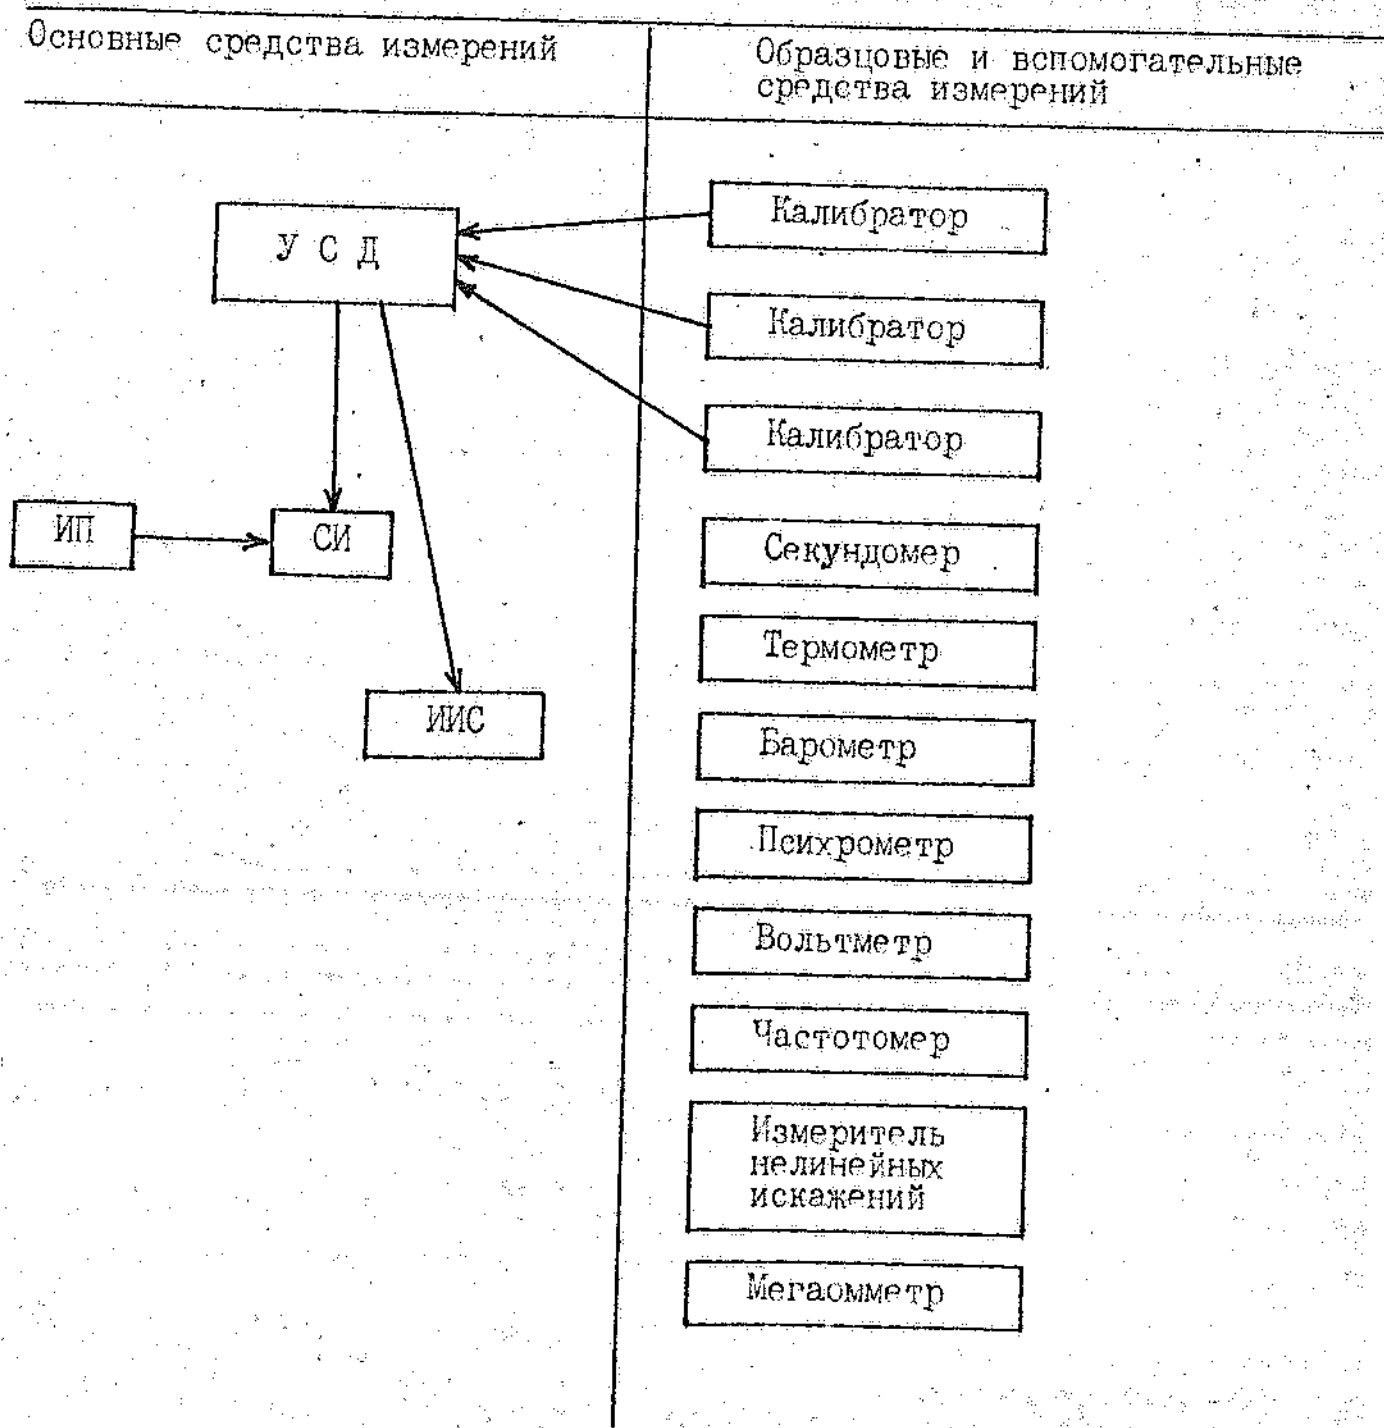 Основные средства измерений
Образцовые и вспомогательные
средства измерений
У С Д
ИП
СИ
ИИС
Калибратор
Калибратор
Калибратор
Секундомер
Термометр
Барометр
Психрометр
Вольтметр
Частотомер
Измеритель
нелинейных
искажений
Мегаомметр